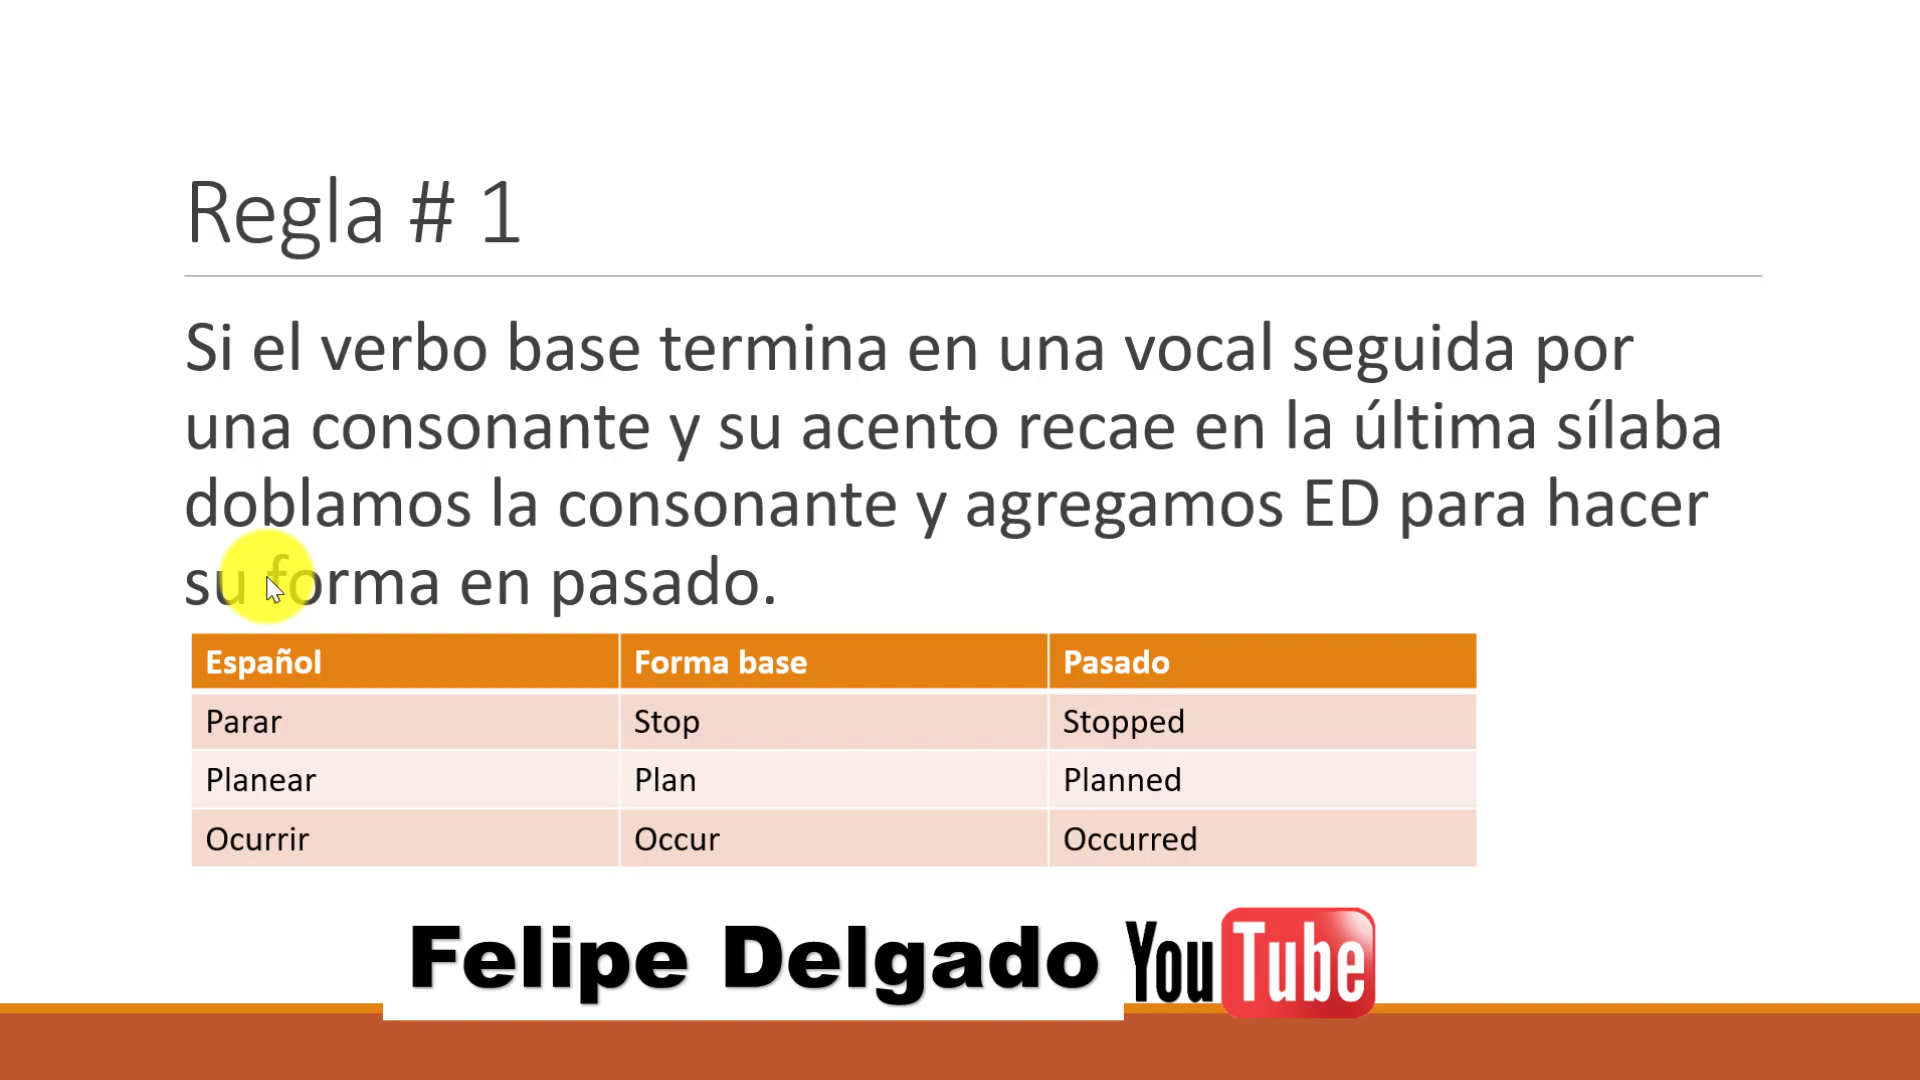 Regla # 1
Si el verbo base termina en una vocal seguida por
una consonante y su acento recae en la última sílaba
doblamos la consonante y agregamos ED para hacer
su forma en pasado.
Español Forma base Pasado
Parar Stop Stopped
Planear Plan Planned
Ocurrir Occur Occurred
Felipe Delgado YouTube